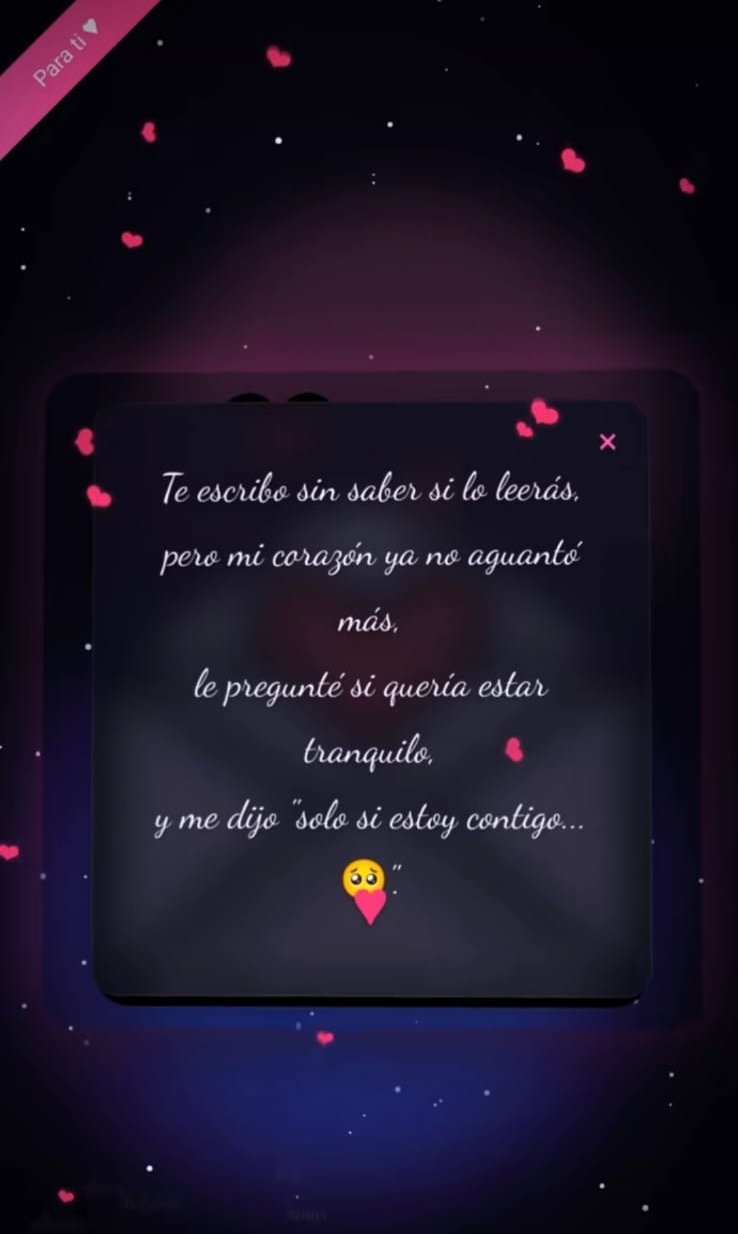 Para ti ♥
Te escribo sin saber si lo leerás,
pero mi corazón ya no aguantó
más,
le pregunté si quería estar
tranquilo,
y me dijo "solo si estoy contigo...
🥺♥".